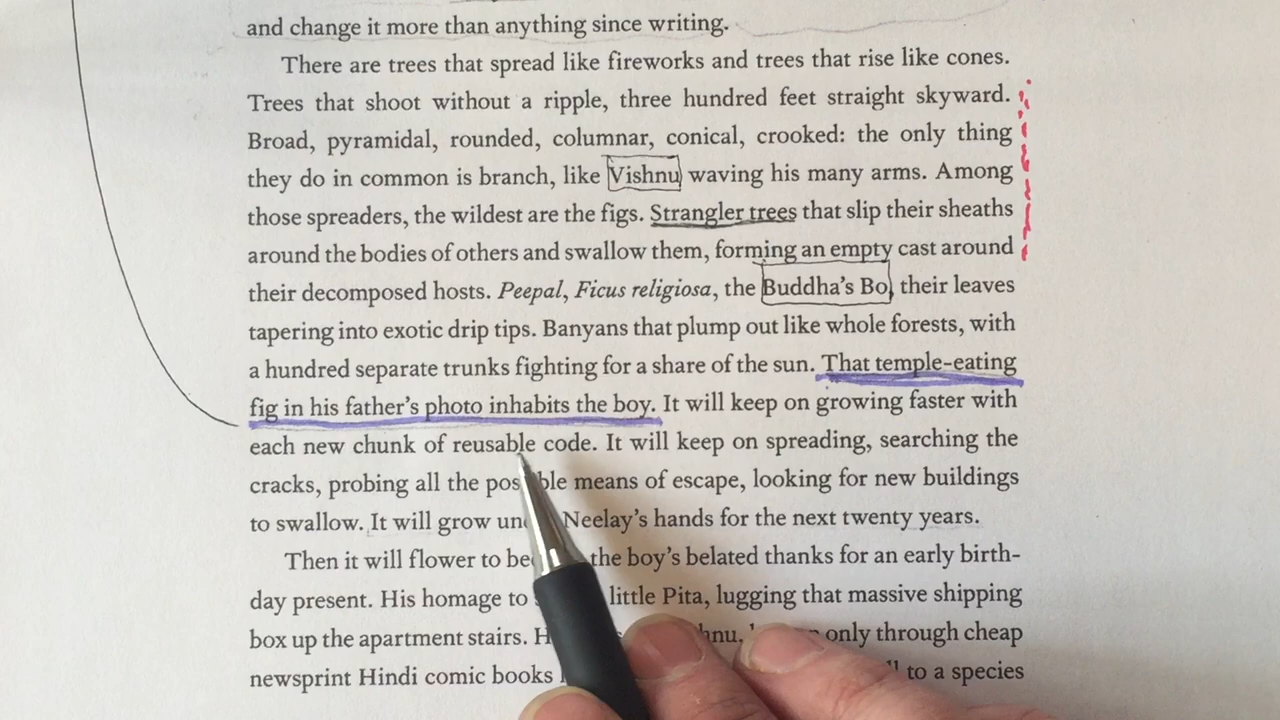 and change it more than anything since writing.
There are trees that spread like fireworks and trees that rise like cones.
Trees that shoot without a ripple, three hundred feet straight skyward.
Broad, pyramidal, rounded, columnar, conical, crooked: the only thing
they do in common is branch, like Vishnu waving his many arms. Among
those spreaders, the wildest are the figs. Strangler trees that slip their sheaths
around the bodies of others and swallow them, forming an empty cast around
their decomposed hosts. Peepal, Ficus religiosa, the Buddha's Bo, their leaves
tapering into exotic drip tips. Banyans that plump out like whole forests, with
a hundred separate trunks fighting for a share of the sun. That temple-eating
fig in his father's photo inhabits the boy. It will keep on growing faster with
each new chunk of reusable code. It will keep on spreading, searching the
cracks, probing all the possible means of escape, looking for new buildings
to swallow. It will grow under Neelay's hands for the next twenty years.
Then it will flower to the boy's belated thanks for an early birth-
day present. His homage to little Pita, lugging that massive shipping
box up the apartment stairs. only through cheap
newsprint Hindi comic books to a species